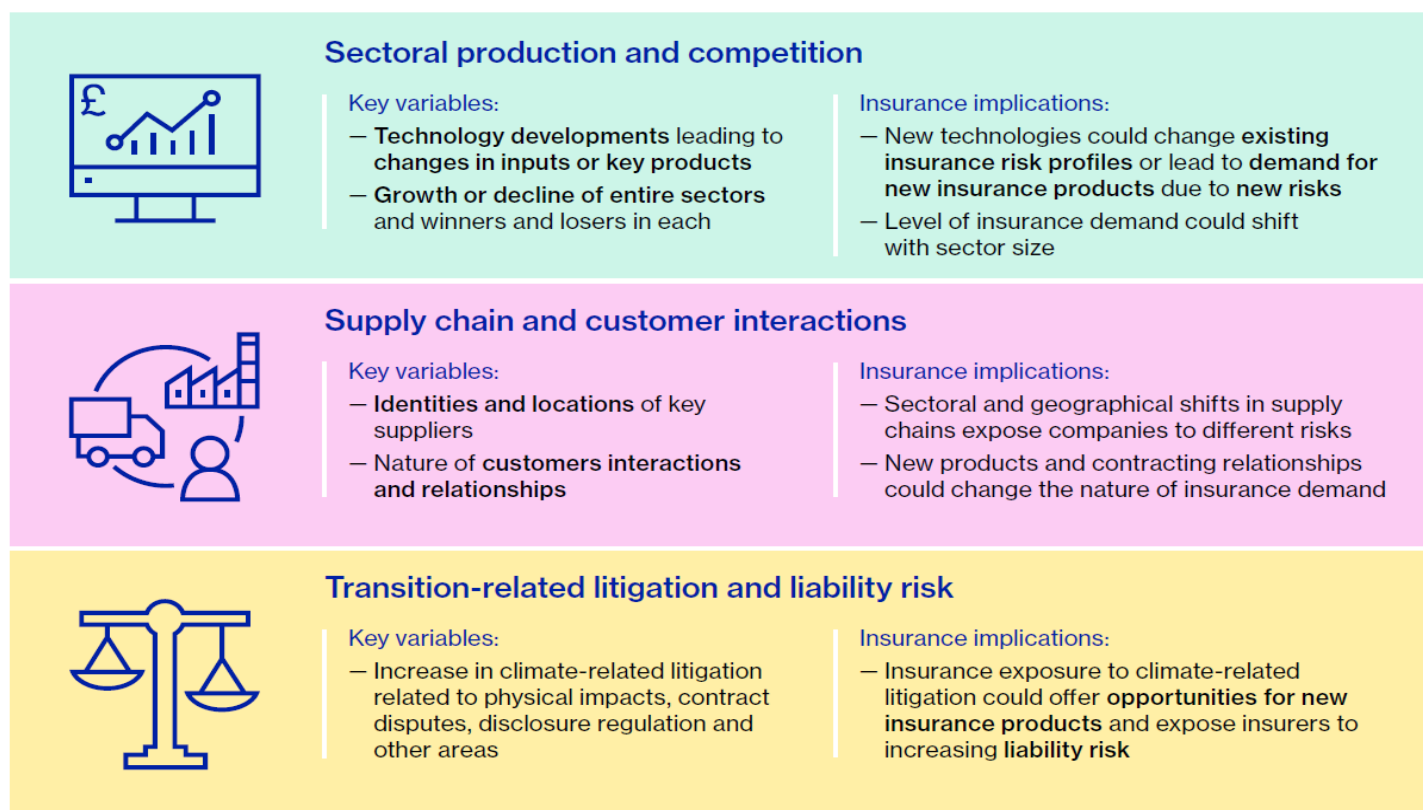 Sectoral production and competition
£
Key variables:
— Technology developments leading to
changes in inputs or key products
— Growth or decline of entire sectors
and winners and losers in each
Insurance implications:
— New technologies could change existing
insurance risk profiles or lead to demand for
new insurance products due to new risks
— Level of insurance demand could shift
with sector size
Supply chain and customer interactions
Key variables:
— Identities and locations of key
suppliers
— Nature of customers interactions
and relationships
Insurance implications:
— Sectoral and geographical shifts in supply
chains expose companies to different risks
— New products and contracting relationships
could change the nature of insurance demand
Transition-related litigation and liability risk
Key variables:
— Increase in climate-related litigation
related to physical impacts, contract
disputes, disclosure regulation and
other areas
Insurance implications:
— Insurance exposure to climate-related
litigation could offer opportunities for new
insurance products and expose insurers to
increasing liability risk